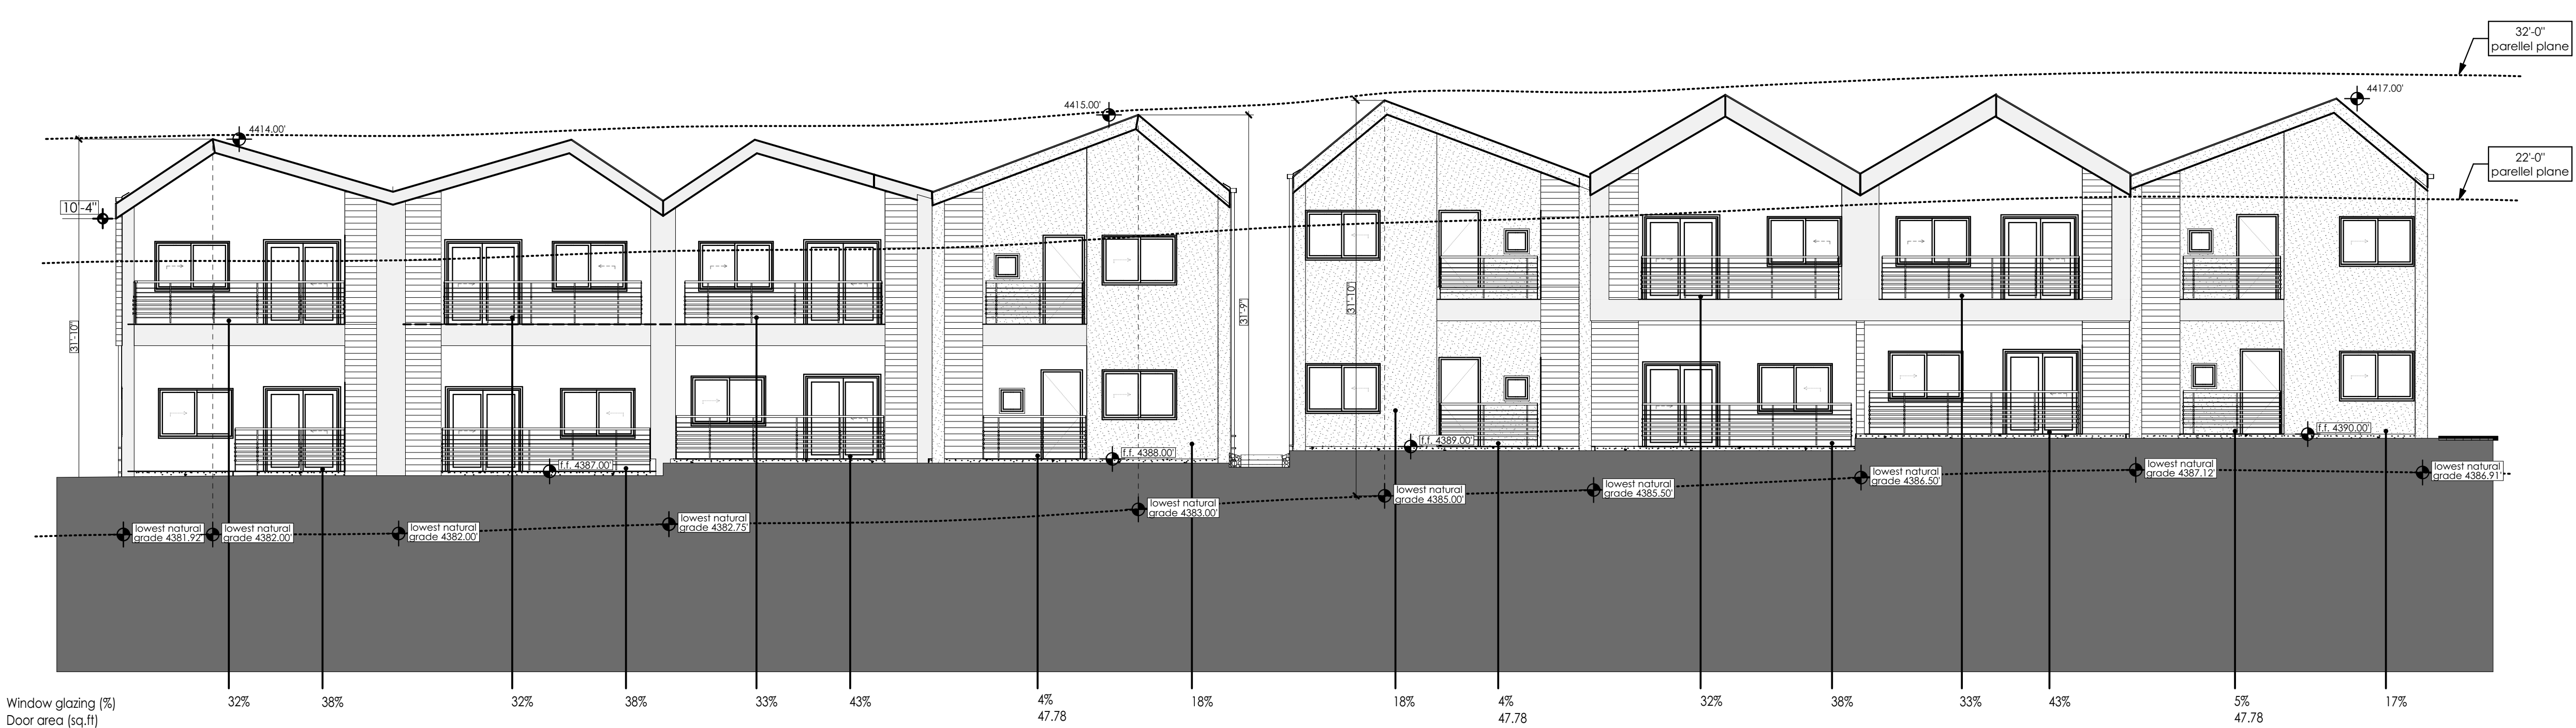 32'-0"
parellel plane
4415.00'
4417.00'
4414.00'
22'-0"
parellel plane
10'-4"
31'-10"
31'-9"
31'-10"
f.f. 4387.00'
f.f. 4388.00'
f.f. 4389.00'
f.f. 4390.00'
lowest natural
grade 4381.92'
lowest natural
grade 4382.00'
lowest natural
grade 4382.00'
lowest natural
grade 4382.75'
lowest natural
grade 4383.00'
lowest natural
grade 4385.00'
lowest natural
grade 4385.50'
lowest natural
grade 4386.50'
lowest natural
grade 4387.12'
lowest natural
grade 4386.91'
Window glazing (%) 32% 38% 32% 38% 33% 43% 4% 18% 18% 4% 32% 38% 33% 43% 5% 17%
Door area (sq.ft) 47.78 47.78 47.78